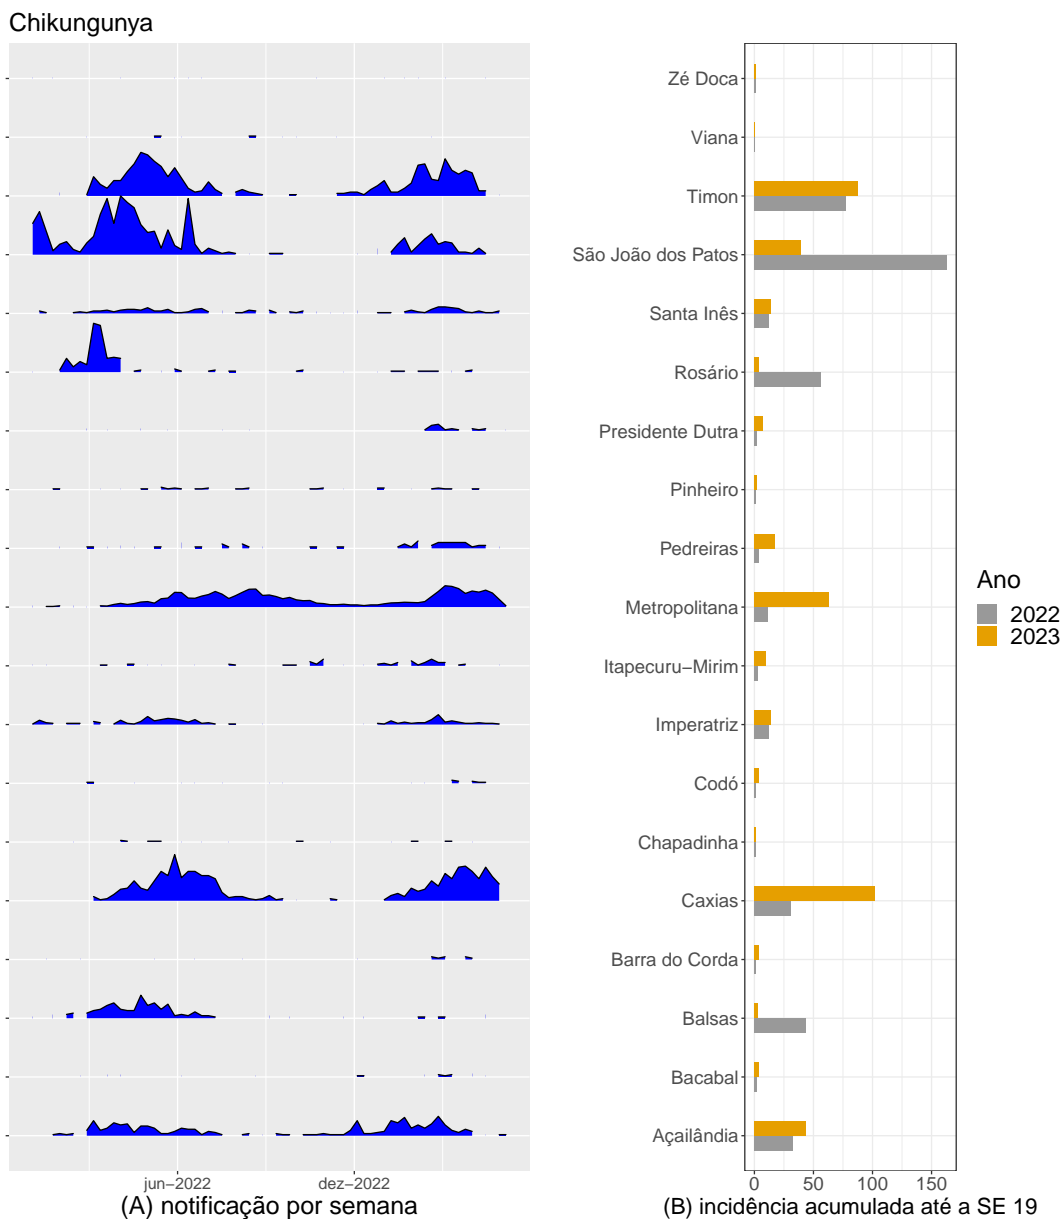 Chikungunya
Zé Doca
Viana
Timon
São João dos Patos
Santa Inês
Rosário
Presidente Dutra
Pinheiro
Pedreiras
Metropolitana
Itapecuru−Mirim
Imperatriz
Codó
Chapadinha
Caxias
Barra do Corda
Balsas
Bacabal
Açailândia
Ano
2022
2023
jun−2022 dez−2022
0 50 100 150
(A) notificação por semana
(B) incidência acumulada até a SE 19